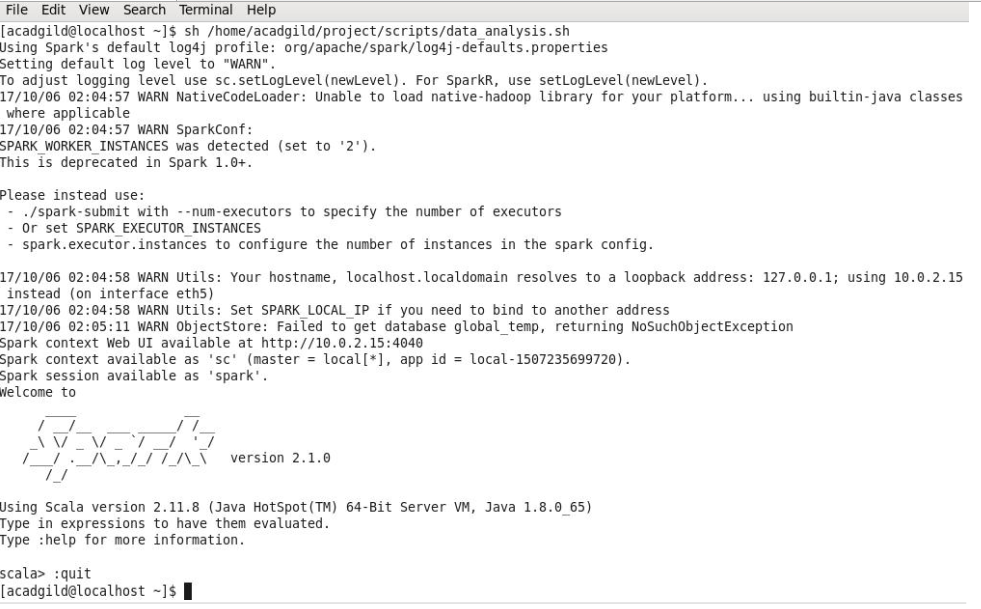 File Edit View Search Terminal Help
[acadgild@localhost ~]$ sh /home/acadgild/project/scripts/data_analysis.sh
Using Spark's default log4j profile: org/apache/spark/log4j-defaults.properties
Setting default log level to "WARN".
To adjust logging level use sc.setLogLevel(newLevel). For SparkR, use setLogLevel(newLevel).
17/10/06 02:04:57 WARN NativeCodeLoader: Unable to load native-hadoop library for your platform... using builtin-java classes
 where applicable
17/10/06 02:04:57 WARN SparkConf:
SPARK_WORKER_INSTANCES was detected (set to '2').
This is deprecated in Spark 1.0+.

Please instead use:
 - ./spark-submit with --num-executors to specify the number of executors
 - Or set SPARK_EXECUTOR_INSTANCES
 - spark.executor.instances to configure the number of instances in the spark config.

17/10/06 02:04:58 WARN Utils: Your hostname, localhost.localdomain resolves to a loopback address: 127.0.0.1; using 10.0.2.15
 instead (on interface eth5)
17/10/06 02:04:58 WARN Utils: Set SPARK_LOCAL_IP if you need to bind to another address
17/10/06 02:05:11 WARN ObjectStore: Failed to get database global_temp, returning NoSuchObjectException
Spark context Web UI available at http://10.0.2.15:4040
Spark context available as 'sc' (master = local[*], app id = local-1507235699720).
Spark session available as 'spark'.
Welcome to
      ____              __
     / __/__  ___ _____/ /__
    _\ \/ _ \/ _ `/ __/  '_/
   /___/ .__/\_,_/_/ /_/\_\   version 2.1.0
      /_/

Using Scala version 2.11.8 (Java HotSpot(TM) 64-Bit Server VM, Java 1.8.0_65)
Type in expressions to have them evaluated.
Type :help for more information.

scala> :quit
[acadgild@localhost ~]$